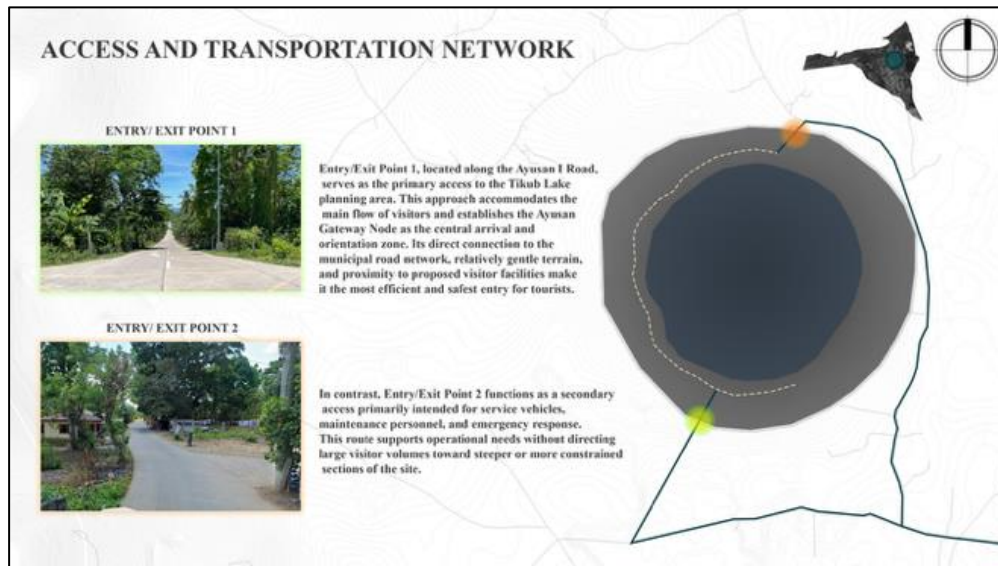 ACCESS AND TRANSPORTATION NETWORK
ENTRY/ EXIT POINT 1
Entry/Exit Point 1, located along the Ayusan I Road,
serves as the primary access to the Tikub Lake
planning area. This approach accommodates the
main flow of visitors and establishes the Ayusan
Gateway Node as the central arrival and
orientation zone. Its direct connection to the
municipal road network, relatively gentle terrain,
and proximity to proposed visitor facilities make
it the most efficient and safest entry for tourists.
ENTRY/ EXIT POINT 2
In contrast, Entry/Exit Point 2 functions as a secondary
access primarily intended for service vehicles,
maintenance personnel, and emergency response.
This route supports operational needs without directing
large visitor volumes toward steeper or more constrained
sections of the site.